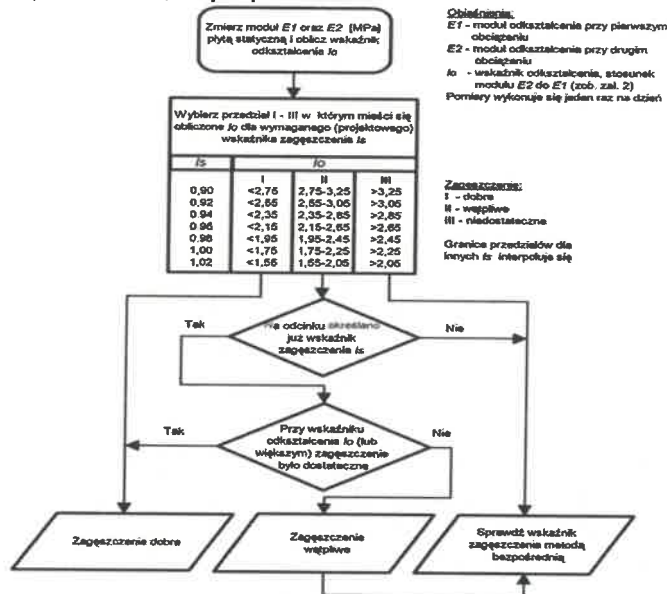 Zmierz moduł E1 oraz E2 [MPa]
płytą statyczną i oblicz wskaźnik
odkształcenia Io
Objaśnienia:
E1 - moduł odkształcenia przy pierwszym
obciążeniu
E2 - moduł odkształcenia przy drugim
obciążeniu
Io - wskaźnik odkształcenia, stosunek
modułu E2 do E1 (zob. zał. 2)
Pomiary wykonuje się jeden raz na dzień
Wybierz przedział I - III w którym mieści się
obliczone Io dla wymaganego (projektowego)
wskaźnika zagęszczenia Is
Is Io
I II III
0,90 <2,75 2,75-3,25 >3,25
0,92 <2,55 2,55-3,05 >3,05
0,94 <2,35 2,35-2,85 >2,85
0,96 <2,15 2,15-2,65 >2,65
0,98 <1,95 1,95-2,45 >2,45
1,00 <1,75 1,75-2,25 >2,25
1,02 <1,55 1,55-2,05 >2,05
Zagęszczenie:
I - dobre
II - wątpliwe
III - niedostateczne
Granice przedziałów dla
innych Is interpoluje się
Tak
Na odcinku określano
już wskaźnik
zagęszczenia Is
Nie
Tak
Przy wskaźniku
odkształcenia Io (lub
większym) zagęszczenie
było dostateczne
Nie
Zagęszczenie dobre
Zagęszczenie
wątpliwe
Sprawdź wskaźnik
zagęszczenia metodą
bezpośrednią